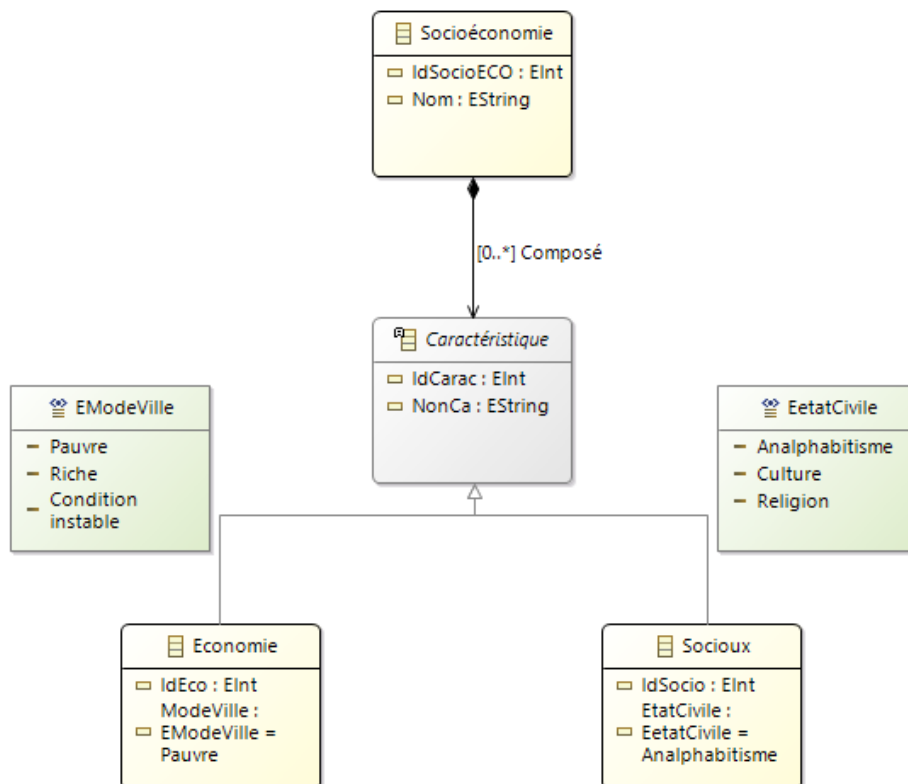 Socioéconomie
IdSocioECO : EInt
Nom : EString
[0..*] Composé
Caractéristique
IdCarac : EInt
NonCa : EString
EModeVille
Pauvre
Riche
Condition
instable
EetatCivile
Analphabitisme
Culture
Religion
Economie
IdEco : EInt
ModeVille :
EModeVille =
Pauvre
Socioux
IdSocio : EInt
EtatCivile :
EetatCivile =
Analphabitisme